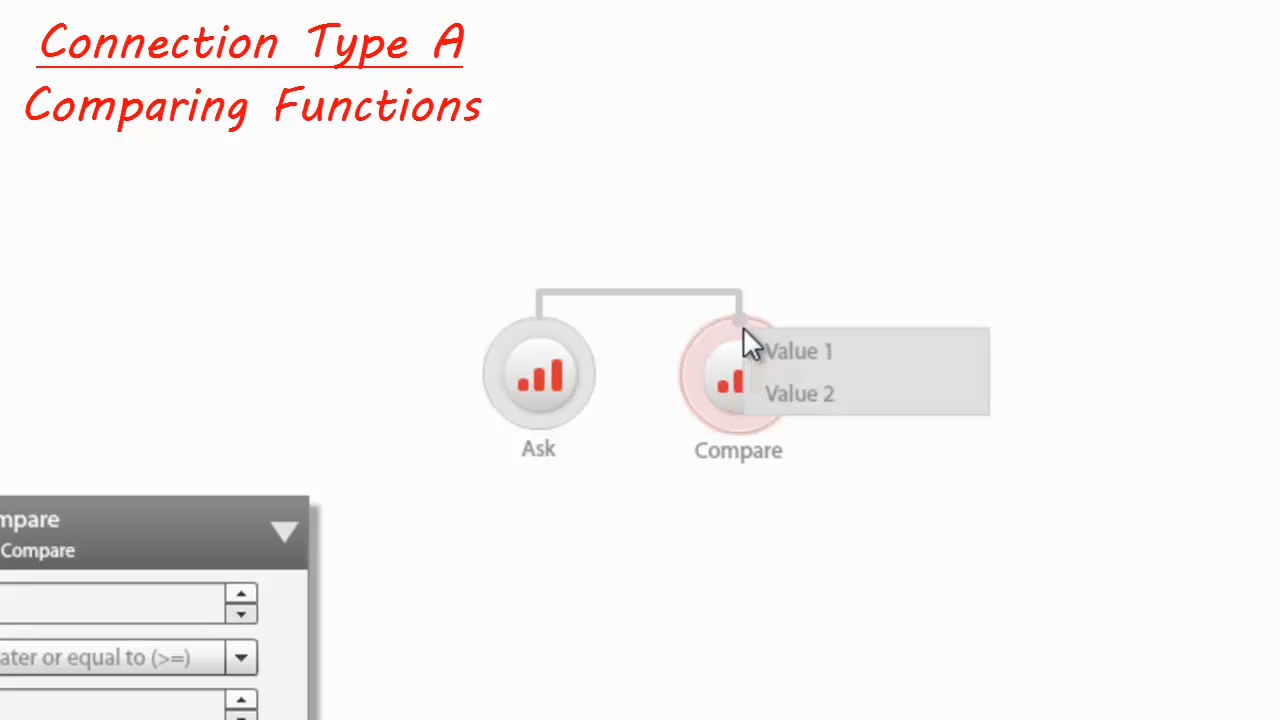 Connection Type A
Comparing Functions
Value 1
Value 2
Ask
Compare
mpare
Compare
ater or equal to (>=)